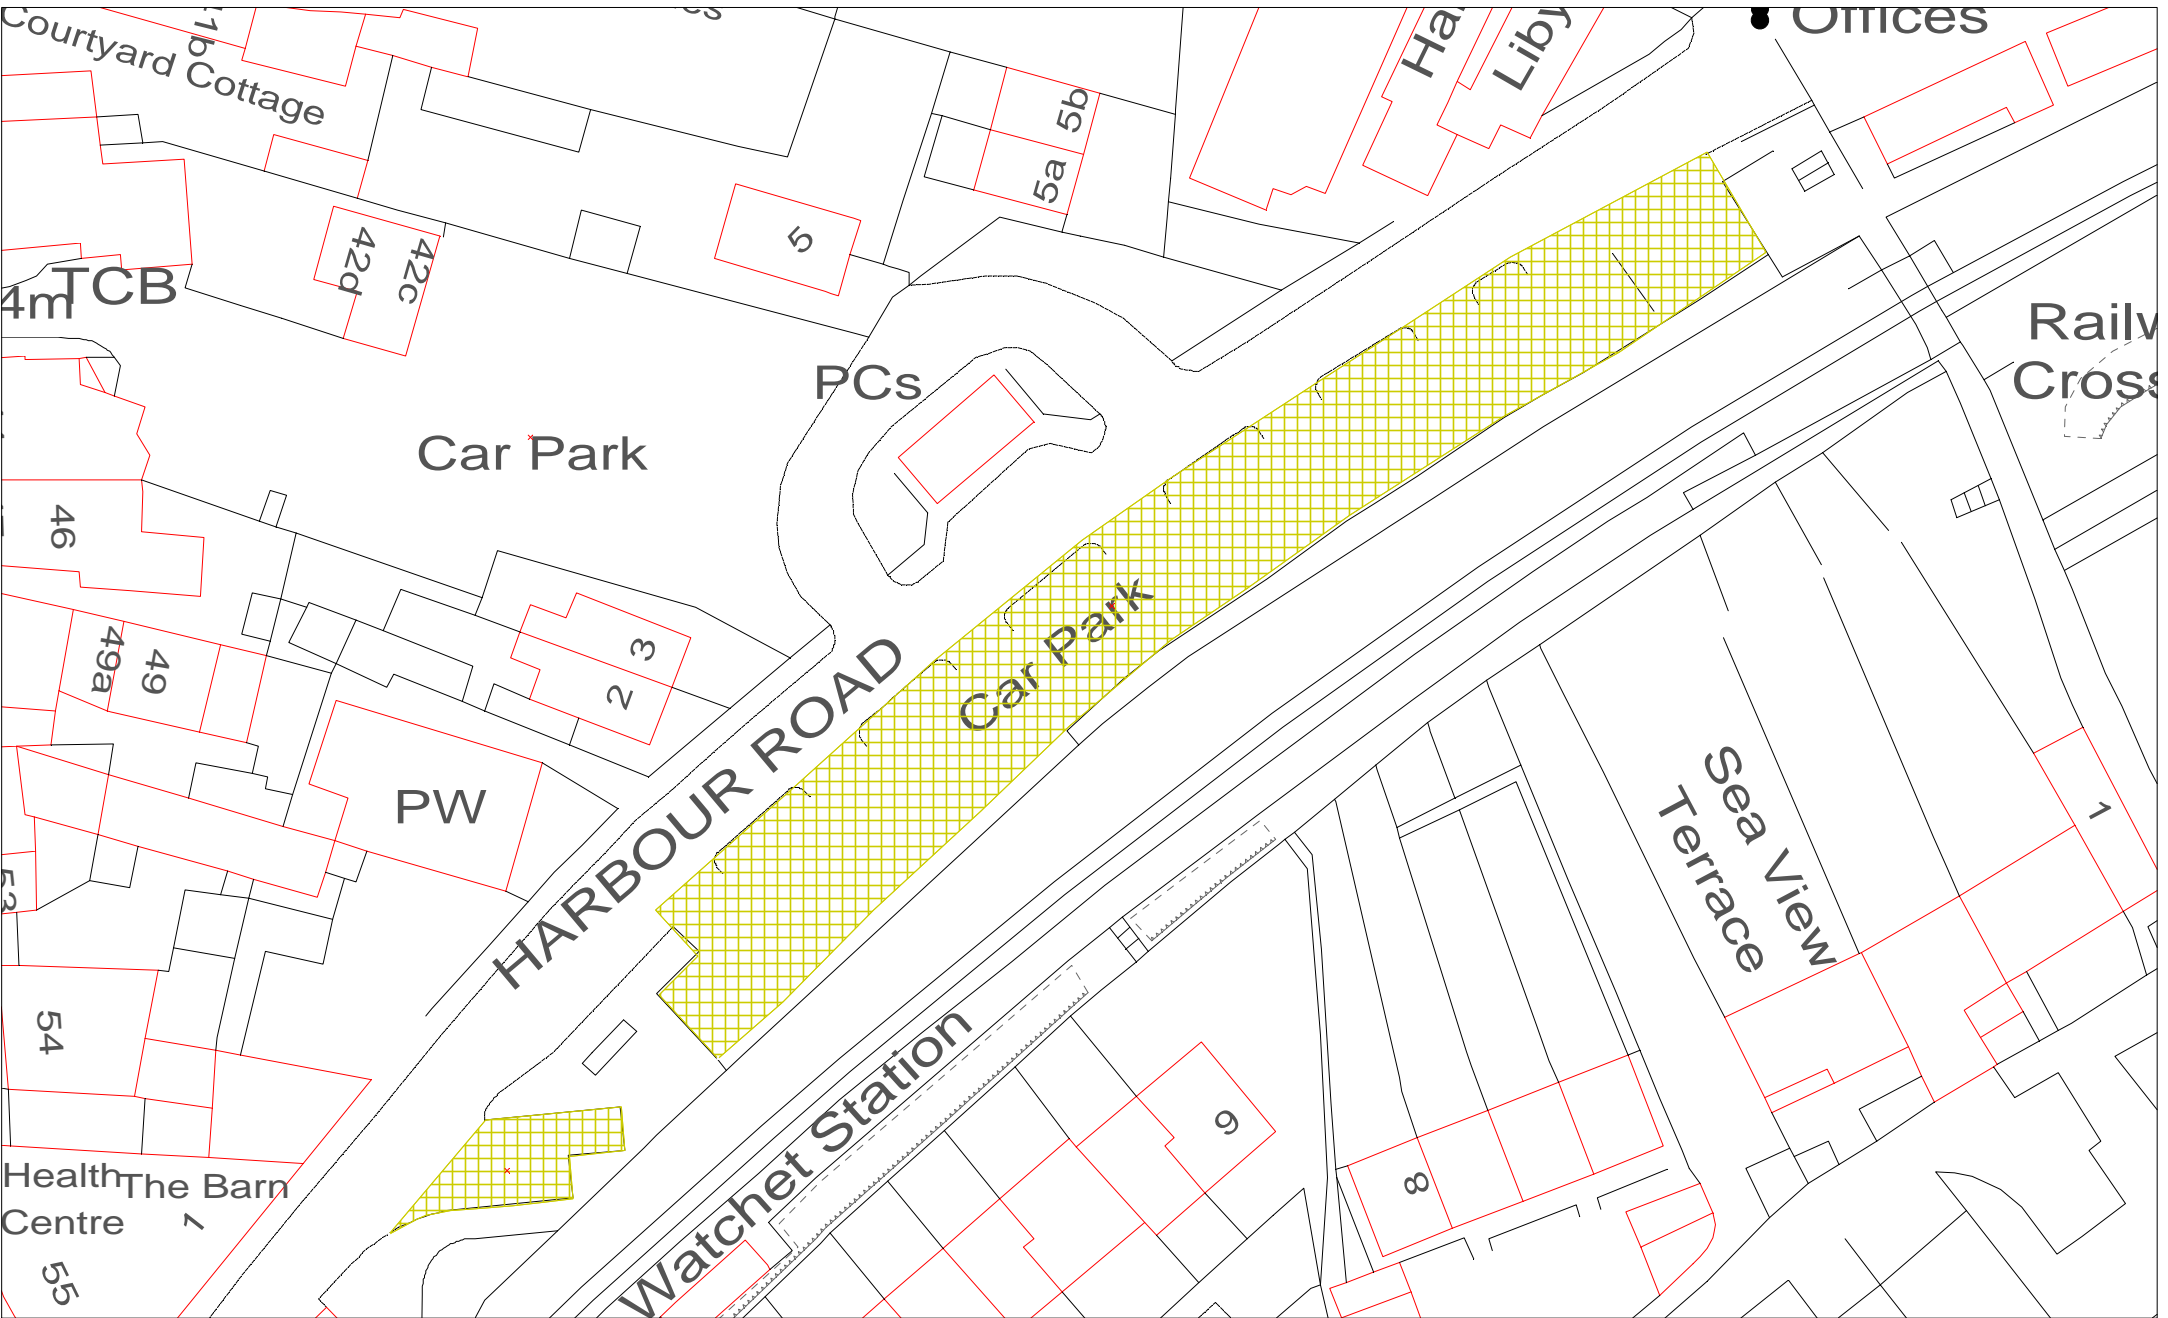 Courtyard Cottage
1b
Offices
5b
5a
5
42d
42c
TCB
4m
PCs
Car Park
46
49a
49
3
2
PW
HARBOUR ROAD
Car Park
Sea View
Terrace
1
53
54
Health
Centre
The Barn
1
55
Watchet Station
9
8